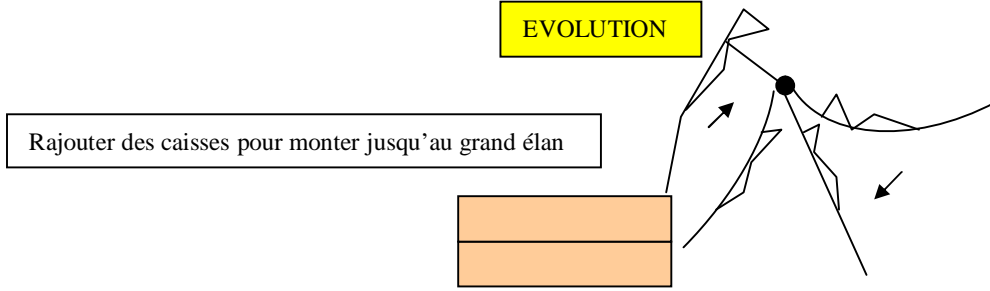 EVOLUTION
Rajouter des caisses pour monter jusqu’au grand élan